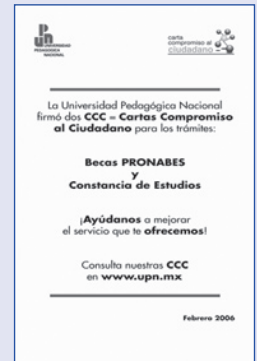 UNIVERSIDAD
PEDAGÓGICA
NACIONAL
carta
compromiso al
ciudadano
La Universidad Pedagógica Nacional
firmó dos CCC = Cartas Compromiso
al Ciudadano para los trámites:
Becas PRONABES
y
Constancia de Estudios
¡Ayúdanos a mejorar
el servicio que te ofrecemos!
Consulta nuestras CCC
en www.upn.mx
Febrero 2006